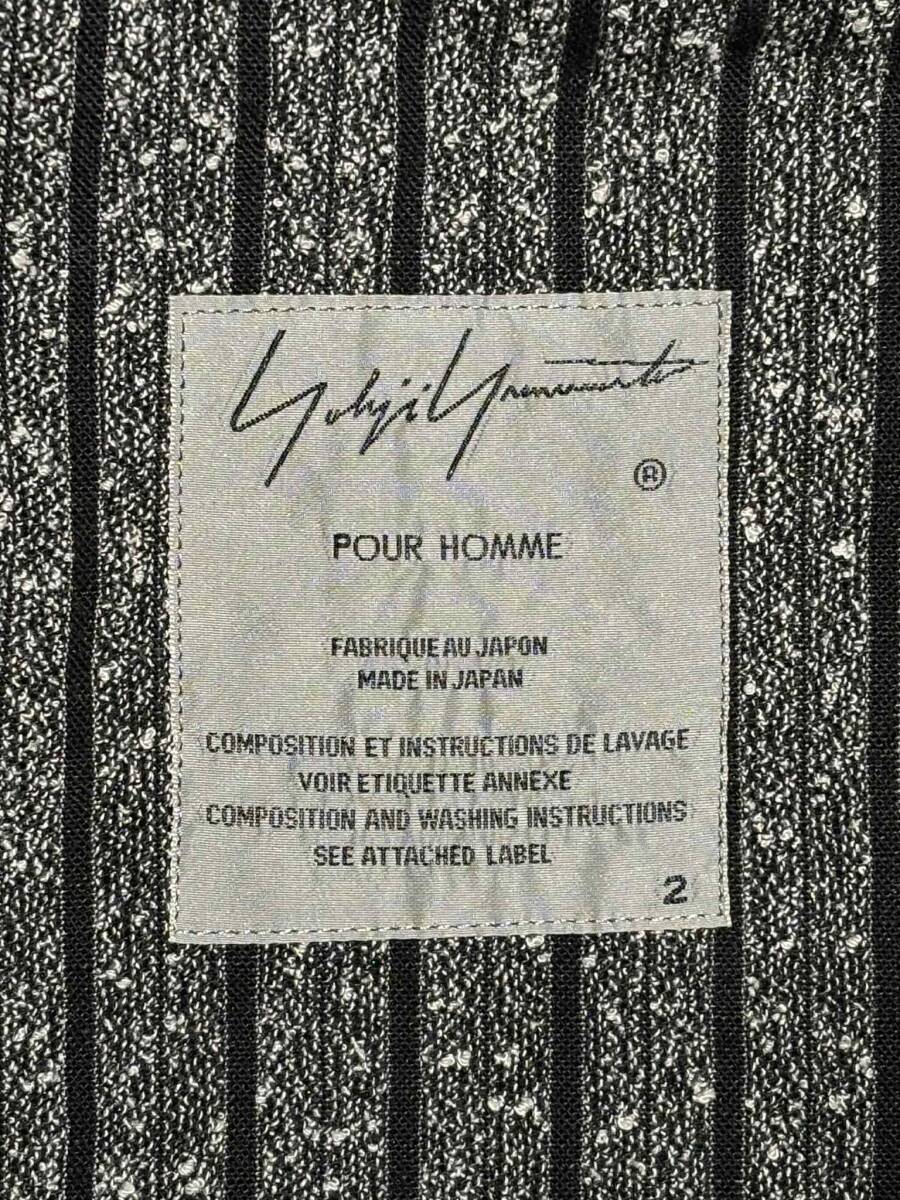 Yohji Yamamoto
®
POUR HOMME
FABRIQUE AU JAPON
MADE IN JAPAN
COMPOSITION ET INSTRUCTIONS DE LAVAGE
VOIR ETIQUETTE ANNEXE
COMPOSITION AND WASHING INSTRUCTIONS
SEE ATTACHED LABEL
2